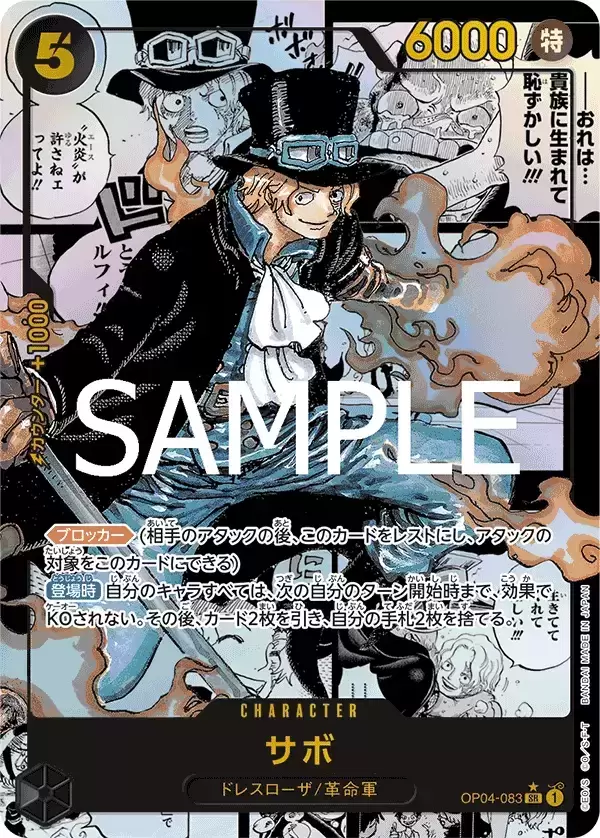 5
6000
特
――おれは…
貴族に生まれて
恥ずかしい!!!
"火炎"が
許さねェ
ってよ!!
ルフィ!!
カウンター+1000
SAMPLE
ブロッカー (相手のアタックの後、このカードをレストにし、アタックの
対象をこのカードにできる)
登場時 自分のキャラすべては、次の自分のターン開始時まで、効果で
KOされない。その後、カード2枚を引き、自分の手札2枚を捨てる。
CHARACTER
サボ
ドレスローザ/革命軍
OP04-083 SR 1
©E.O/S ©O/S・F・T BANDAI MADE IN JAPAN